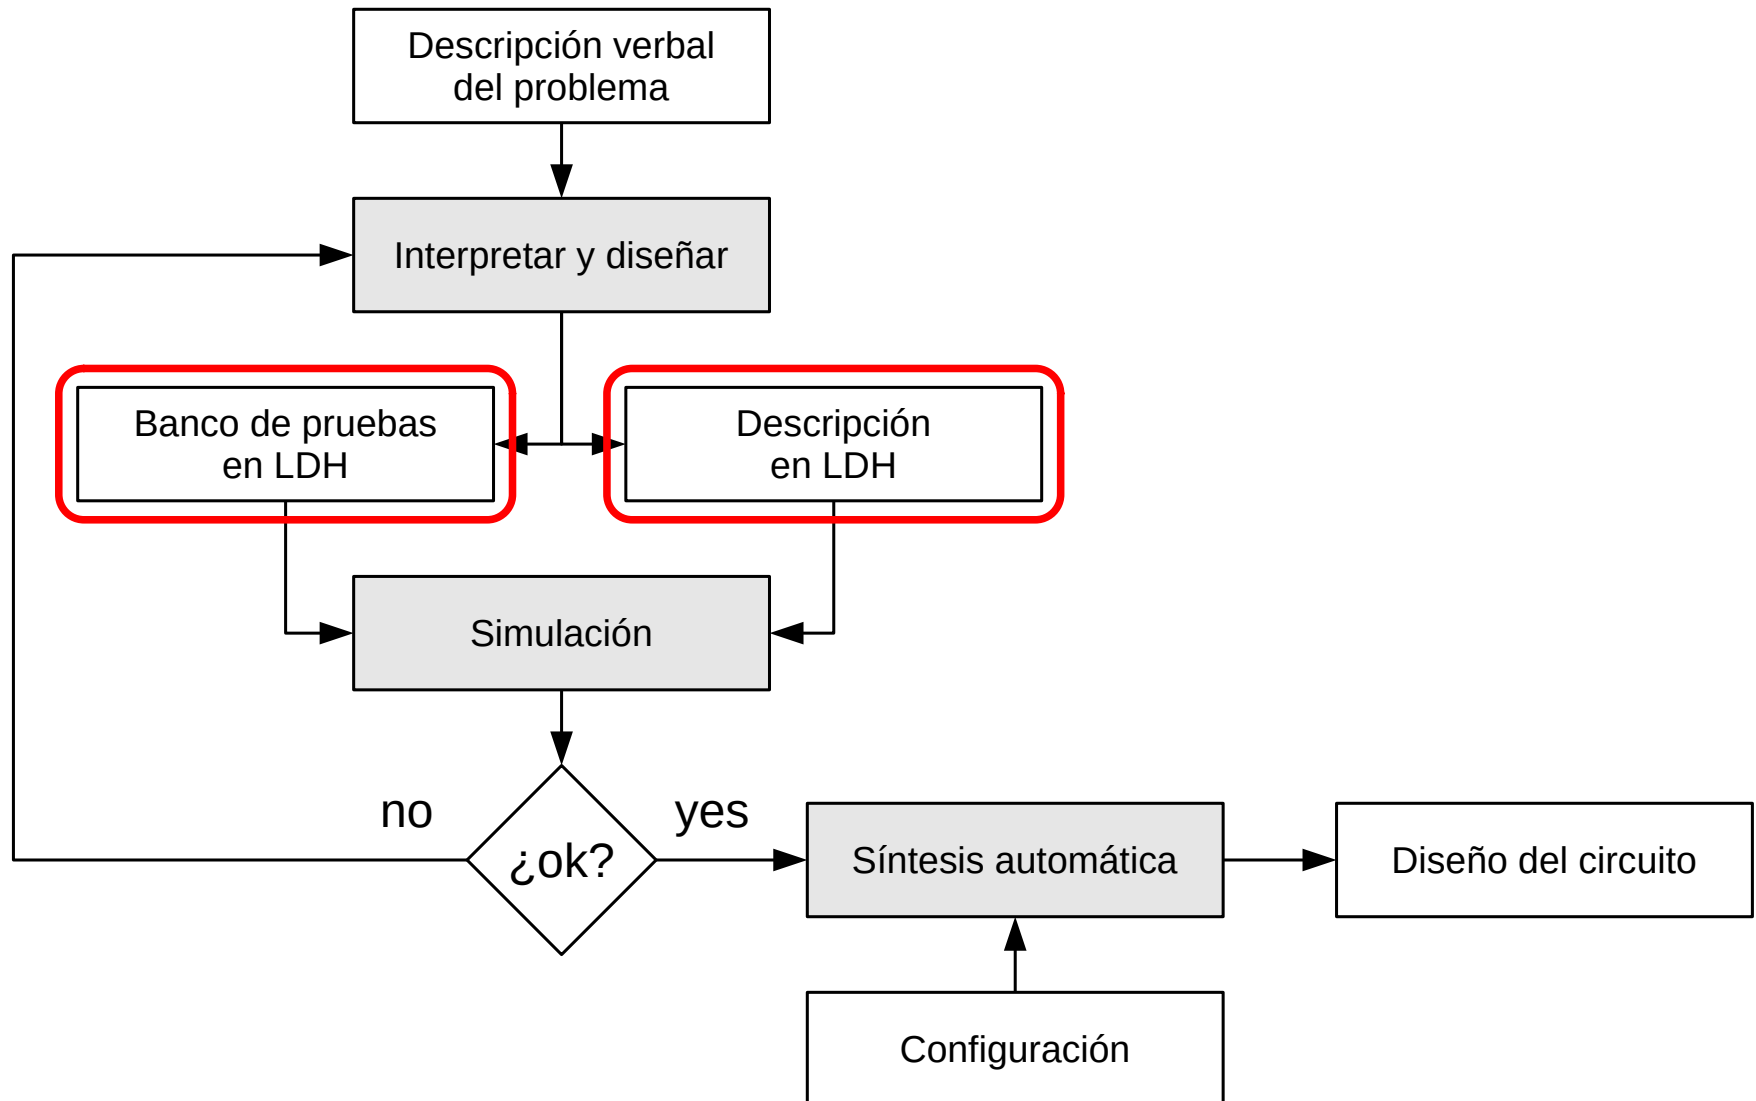 Descripción verbal
del problema
Interpretar y diseñar
Banco de pruebas
en LDH
Descripción
en LDH
Simulación
no
yes
¿ok?
Síntesis automática
Diseño del circuito
Configuración